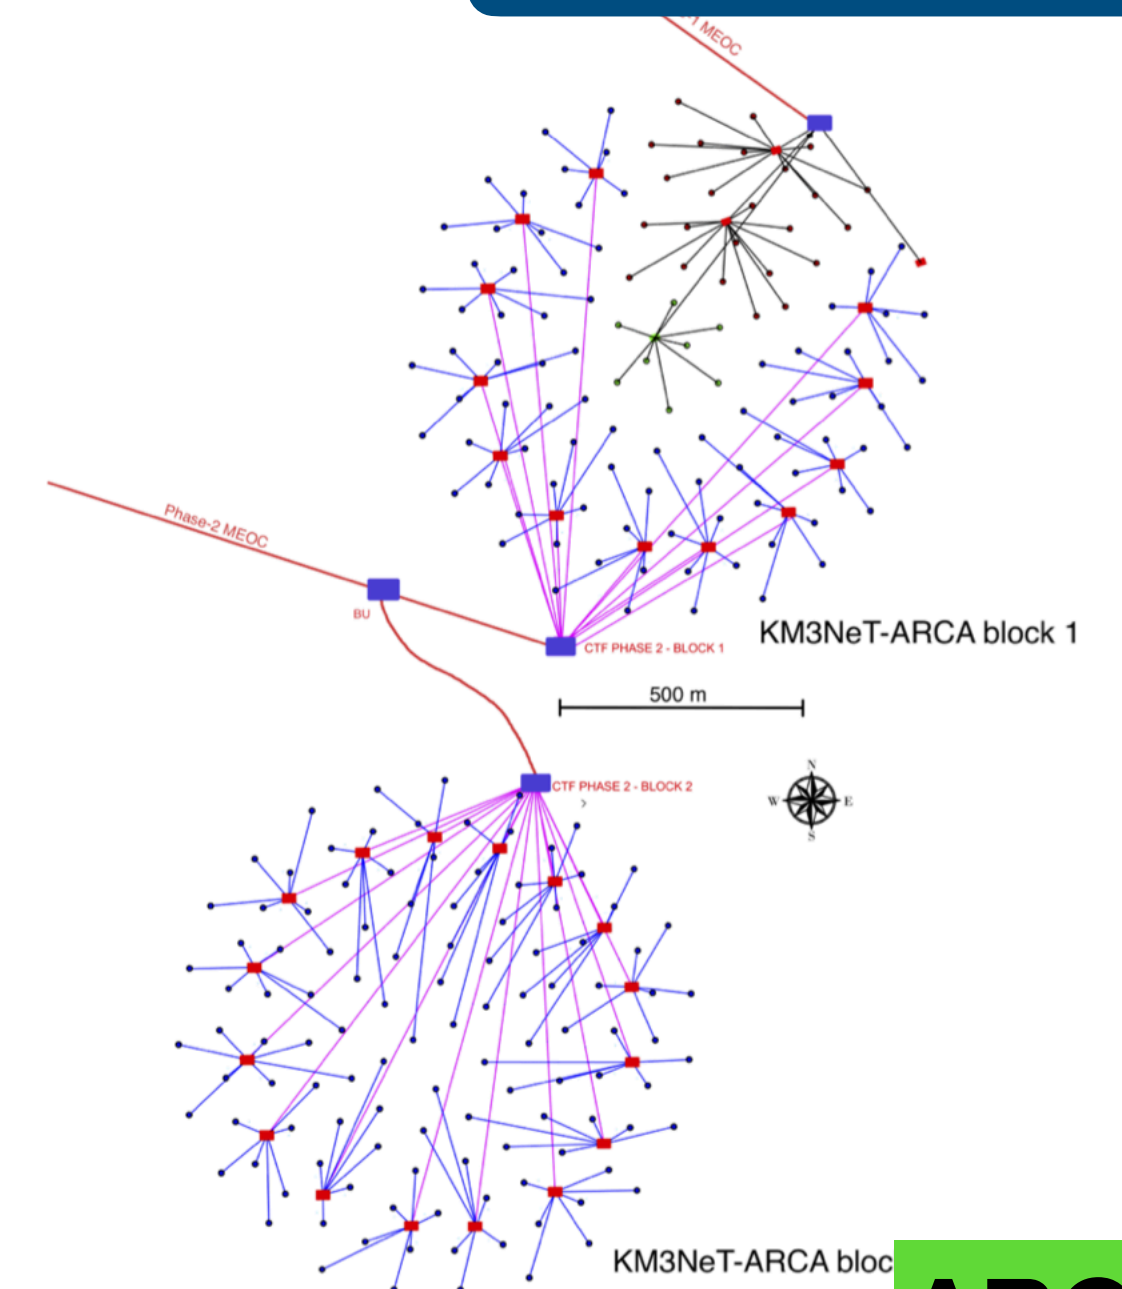 MEOC
Phase-2 MEOC
BU
KM3NeT-ARCA block 1
CTF PHASE 2 - BLOCK 1
500 m
N
W E
S
CTF PHASE 2 - BLOCK 2
KM3NeT-ARCA bloc